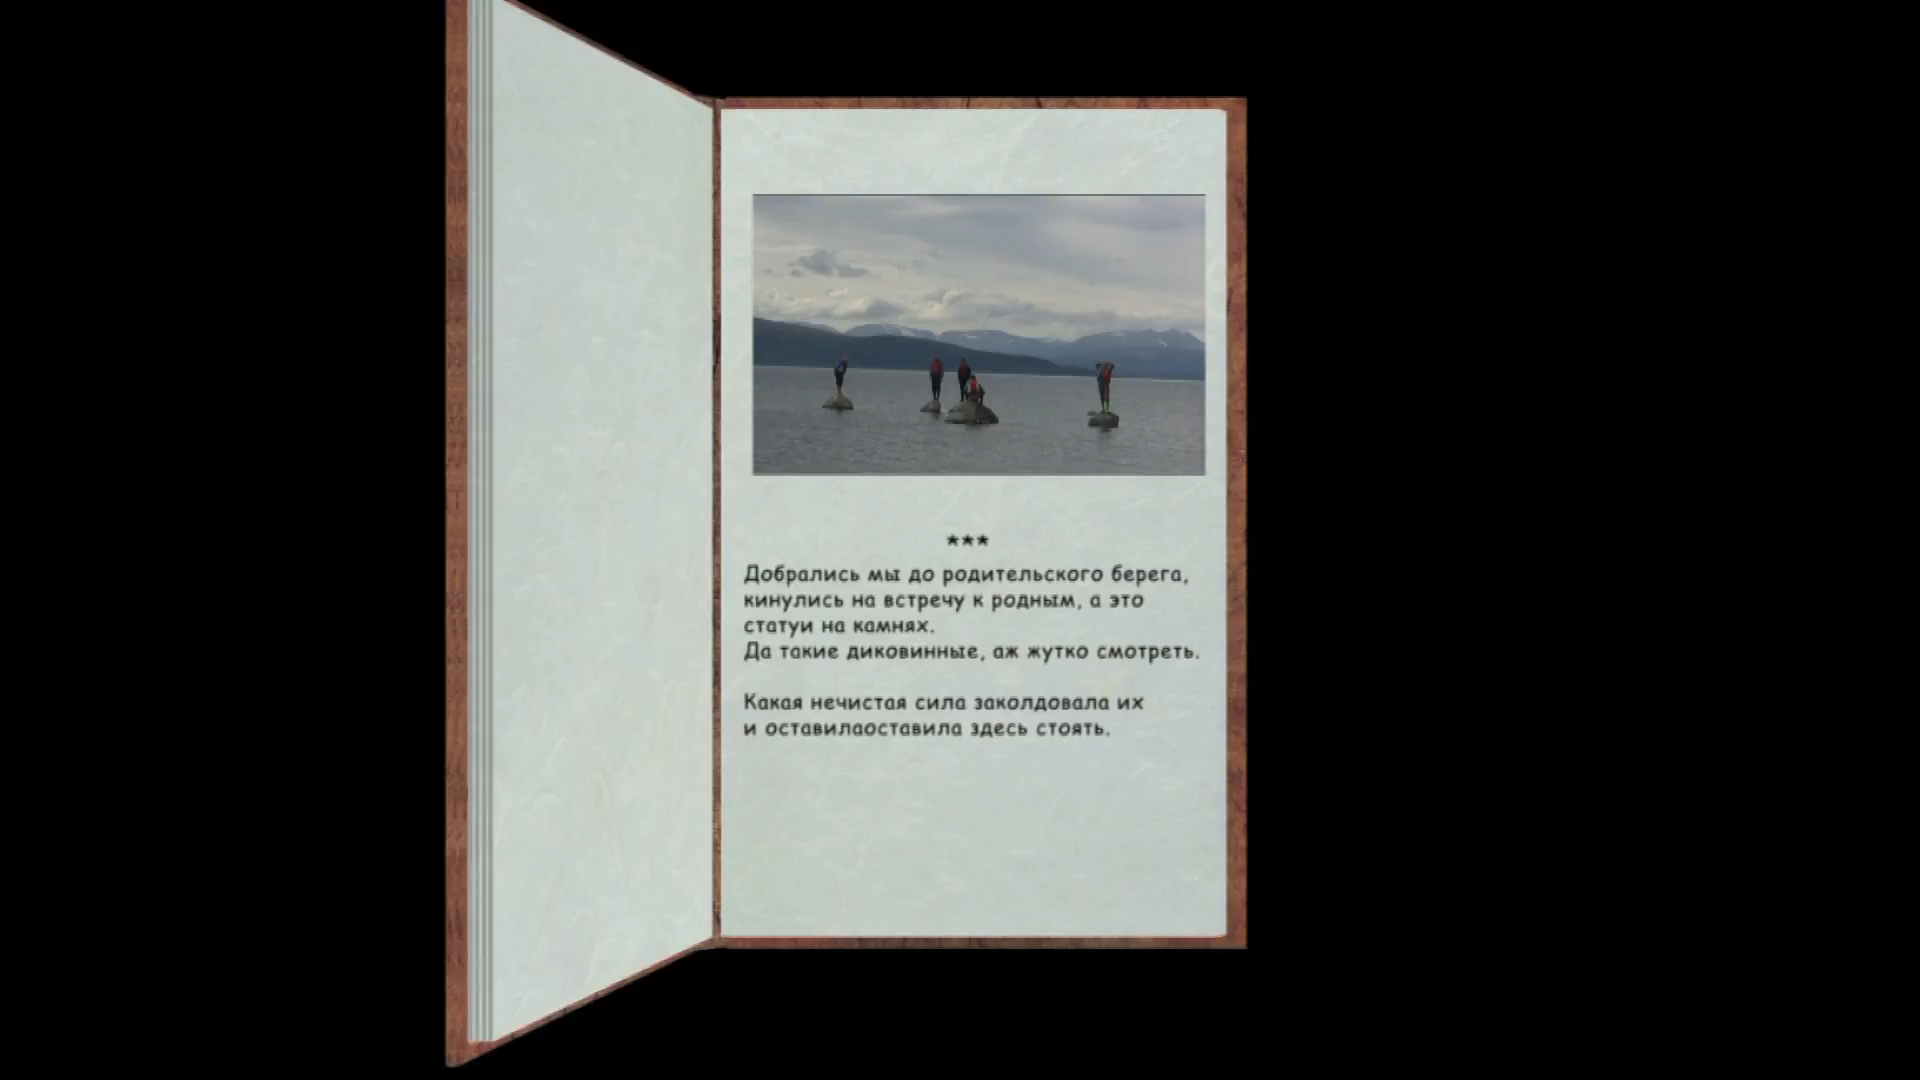 ***
Добрались мы до родительского берега,
кинулись на встречу к родным, а это
статуи на камнях.
Да такие диковинные, аж жутко смотреть.
Какая нечистая сила заколдовала их
и оставилаоставила здесь стоять.